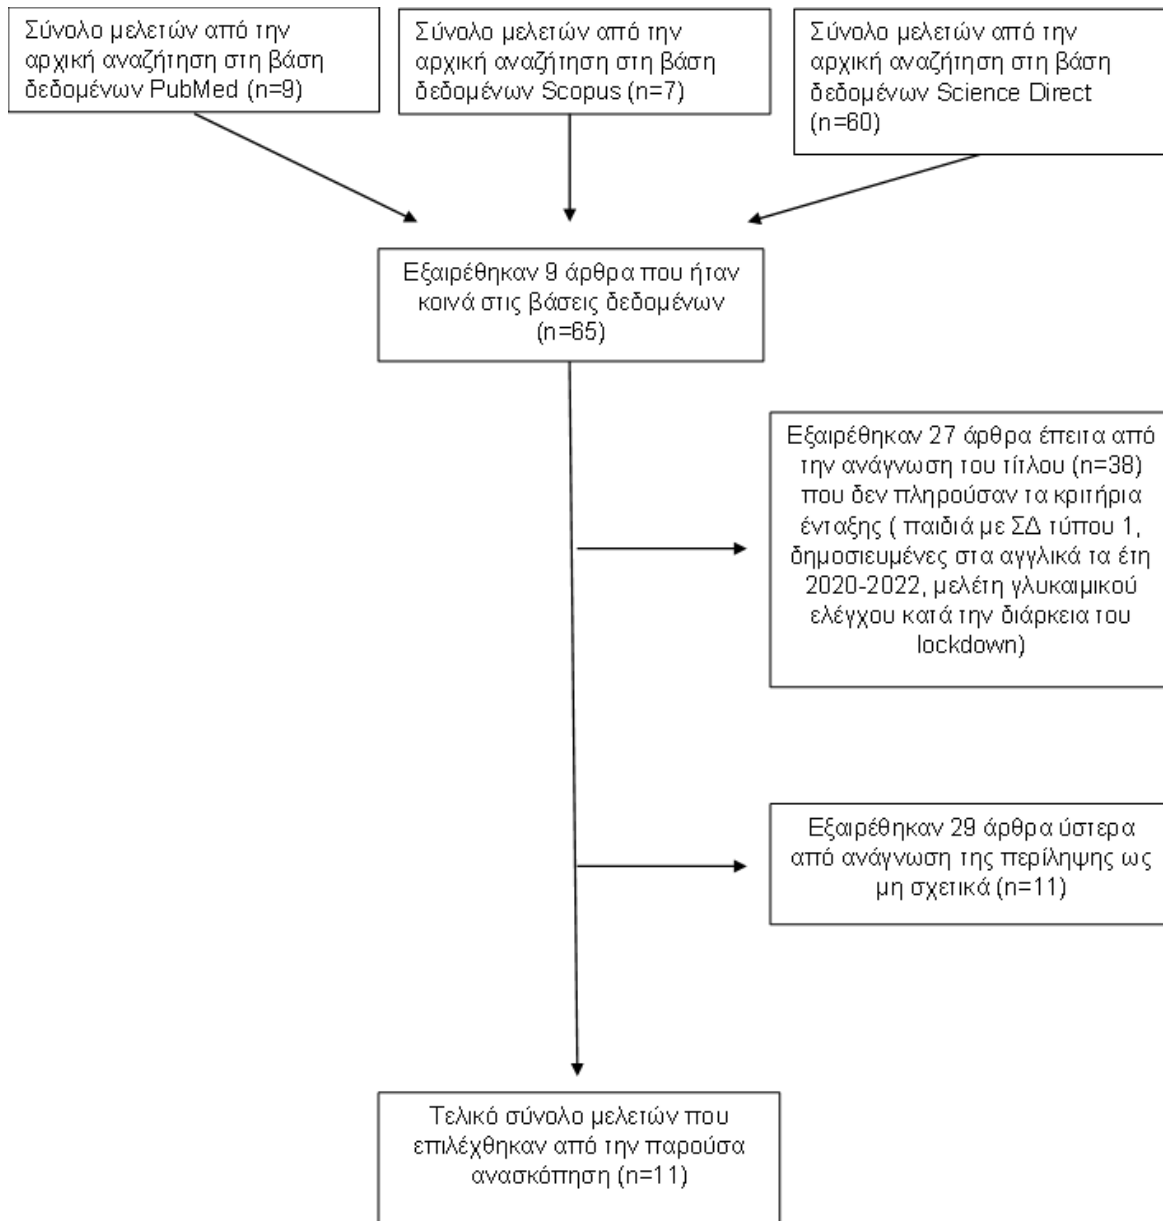 Σύνολο μελετών από την
αρχική αναζήτηση στη βάση
δεδομένων PubMed (n=9)
Σύνολο μελετών από την
αρχική αναζήτηση στη βάση
δεδομένων Scopus (n=7)
Σύνολο μελετών από την
αρχική αναζήτηση στη βάση
δεδομένων Science Direct
(n=60)
Εξαιρέθηκαν 9 άρθρα που ήταν
κοινά στις βάσεις δεδομένων
(n=65)
Εξαιρέθηκαν 27 άρθρα έπειτα από
την ανάγνωση του τίτλου (n=38)
που δεν πληρούσαν τα κριτήρια
ένταξης ( παιδιά με ΣΔ τύπου 1,
δημοσιευμένες στα αγγλικά τα έτη
2020-2022, μελέτη γλυκαιμικού
ελέγχου κατά την διάρκεια του
lockdown)
Εξαιρέθηκαν 29 άρθρα ύστερα
από ανάγνωση της περίληψης ως
μη σχετικά (n=11)
Τελικό σύνολο μελετών που
επιλέχθηκαν από την παρούσα
ανασκόπηση (n=11)